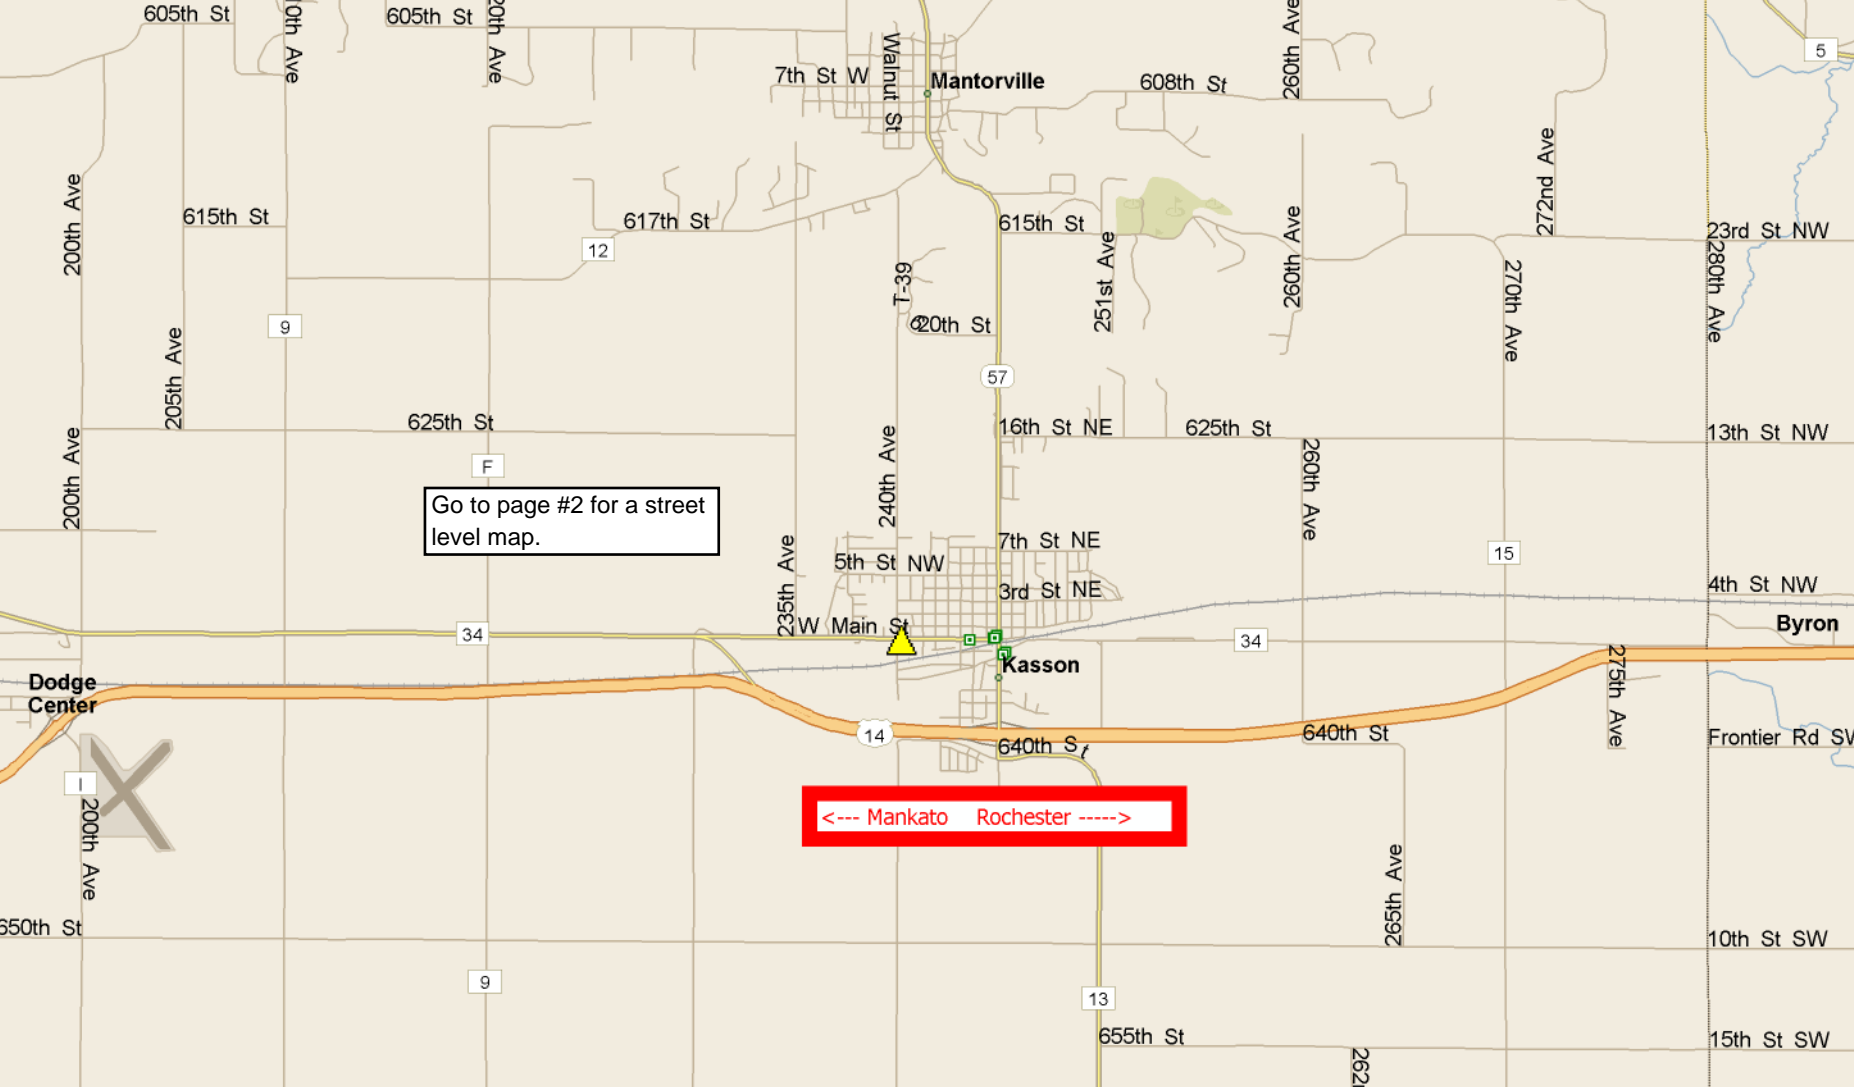 605th St
10th Ave
605th St
20th Ave
Walnut St
7th St W
Mantorville
608th St
260th Ave
5
272nd Ave
200th Ave
615th St
617th St
12
615th St
251st Ave
260th Ave
23rd St NW
280th Ave
270th Ave
T-39
620th St
9
205th Ave
57
625th St
16th St NE
625th St
13th St NW
200th Ave
F
240th Ave
260th Ave
Go to page #2 for a street
level map.
235th Ave
7th St NE
5th St NW
15
3rd St NE
4th St NW
W Main St
34
34
Byron
Kasson
275th Ave
Dodge
Center
14
640th St
640th St
Frontier Rd SW
I
200th Ave
<--- Mankato Rochester ----->
265th Ave
650th St
10th St SW
9
13
655th St
15th St SW